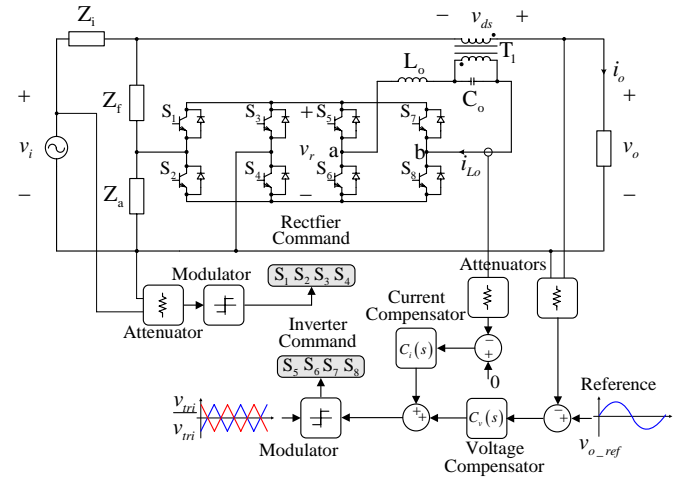 Z_i
− v_ds +
T_1
L_o
C_o
i_o
+
Z_f
S_1
S_3
+
S_5
S_7
v_i
v_r
a
b
v_o
S_2
S_4
S_6
S_8
i_Lo
−
Z_a
−
−
+
Rectfier
Command
Modulator
S_1 S_2 S_3 S_4
Attenuators
Attenuator
Current
Compensator
Inverter
Command
C_i(s)
−
+
0
S_5 S_6 S_7 S_8
Reference
v_tri
v_tri
+
+
C_v(s)
−
+
v_o_ref
Modulator
Voltage
Compensator